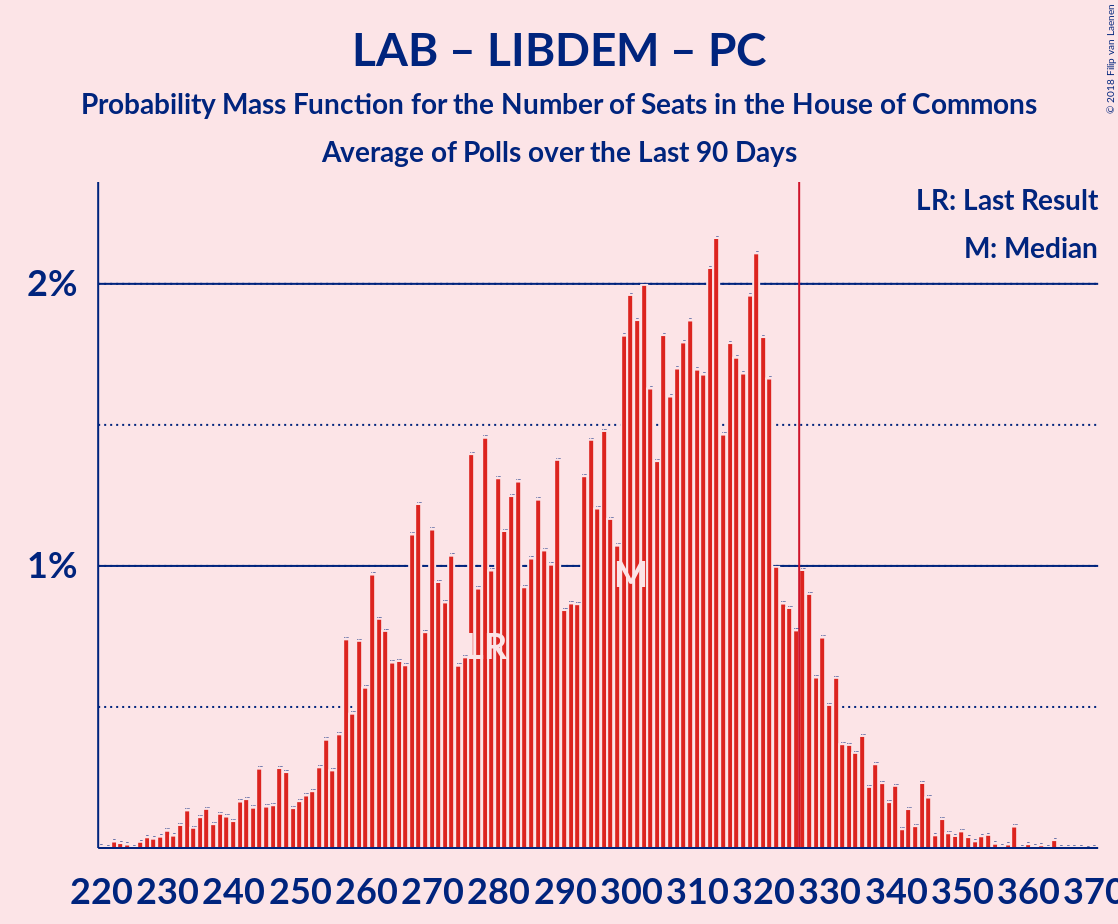 LAB – LIBDEM – PC
Probability Mass Function for the Number of Seats in the House of Commons
Average of Polls over the Last 90 Days
© 2018 Filip van Laenen
LR: Last Result
M: Median
2%
1%
M
LR
220 230 240 250 260 270 280 290 300 310 320 330 340 350 360 370